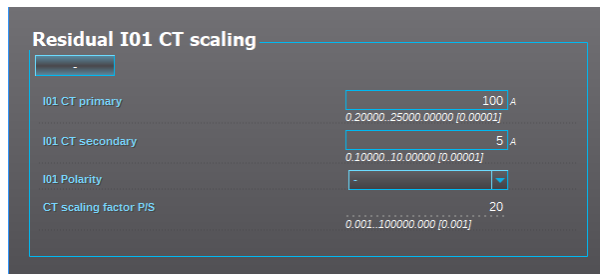 Residual I01 CT scaling
-
I01 CT primary 100 A
0.20000..25000.00000 [0.00001]
I01 CT secondary 5 A
0.10000..10.00000 [0.00001]
I01 Polarity -
CT scaling factor P/S 20
0.001..100000.000 [0.001]